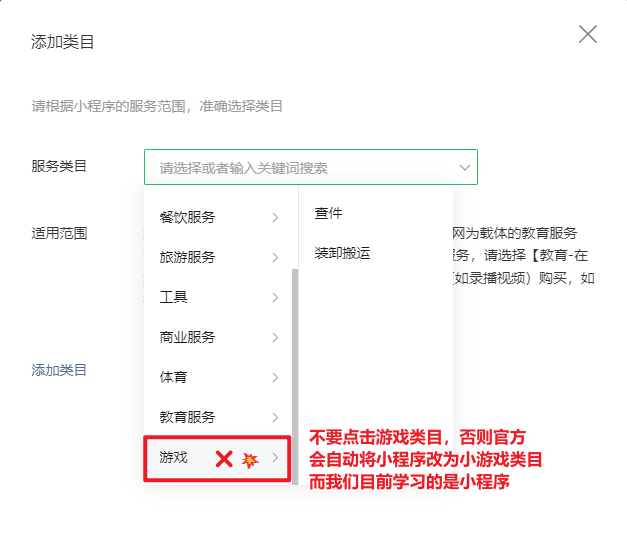 添加类目
请根据小程序的服务范围，准确选择类目
服务类目
请选择或者输入关键词搜索
餐饮服务
查件
适用范围
网为载体的教育服务
旅游服务
装卸搬运
服务，请选择【教育-在
如录播视频）购买，如
工具
商业服务
添加类目
体育
教育服务
游戏
不要点击游戏类目，否则官方
会自动将小程序改为小游戏类目
而我们目前学习的是小程序